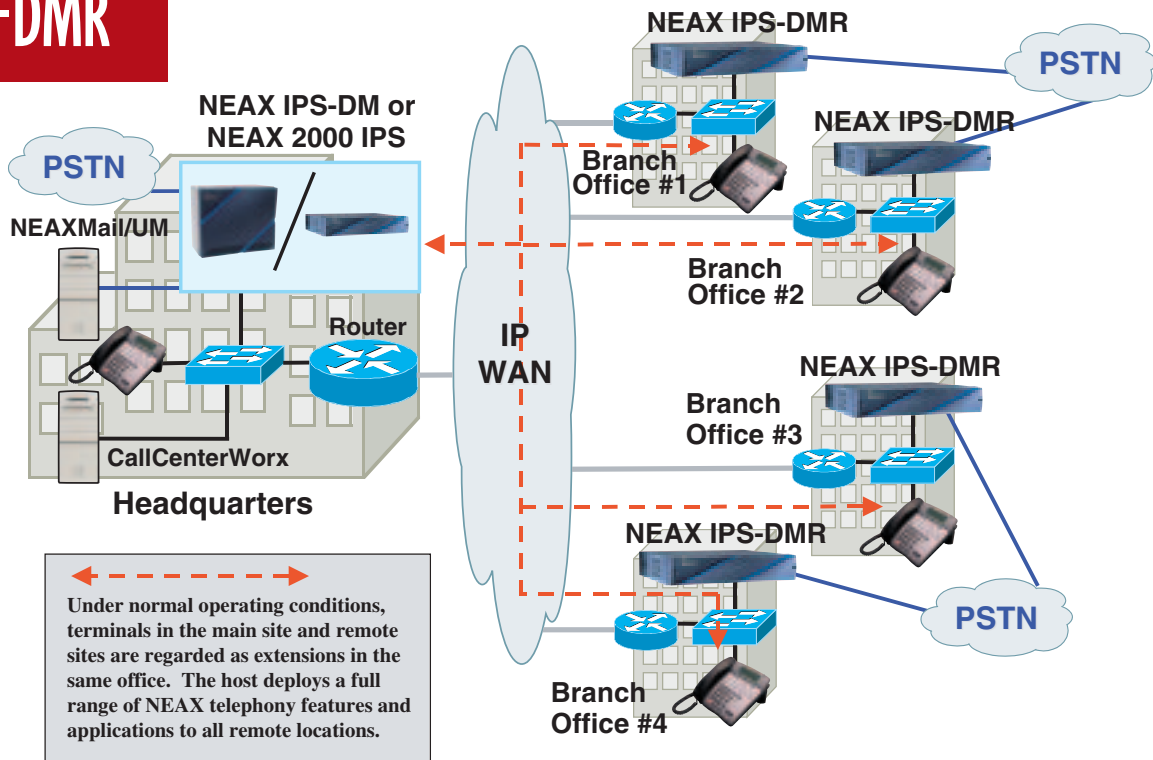 -DMR
NEAX IPS-DM or
NEAX 2000 IPS
PSTN
NEAXMail/UM
Router
CallCenterWorx
Headquarters
IP
WAN
NEAX IPS-DMR
PSTN
Branch
Office #1
NEAX IPS-DMR
Branch
Office #2
NEAX IPS-DMR
Branch
Office #3
NEAX IPS-DMR
PSTN
Branch
Office #4
Under normal operating conditions,
terminals in the main site and remote
sites are regarded as extensions in the
same office. The host deploys a full
range of NEAX telephony features and
applications to all remote locations.